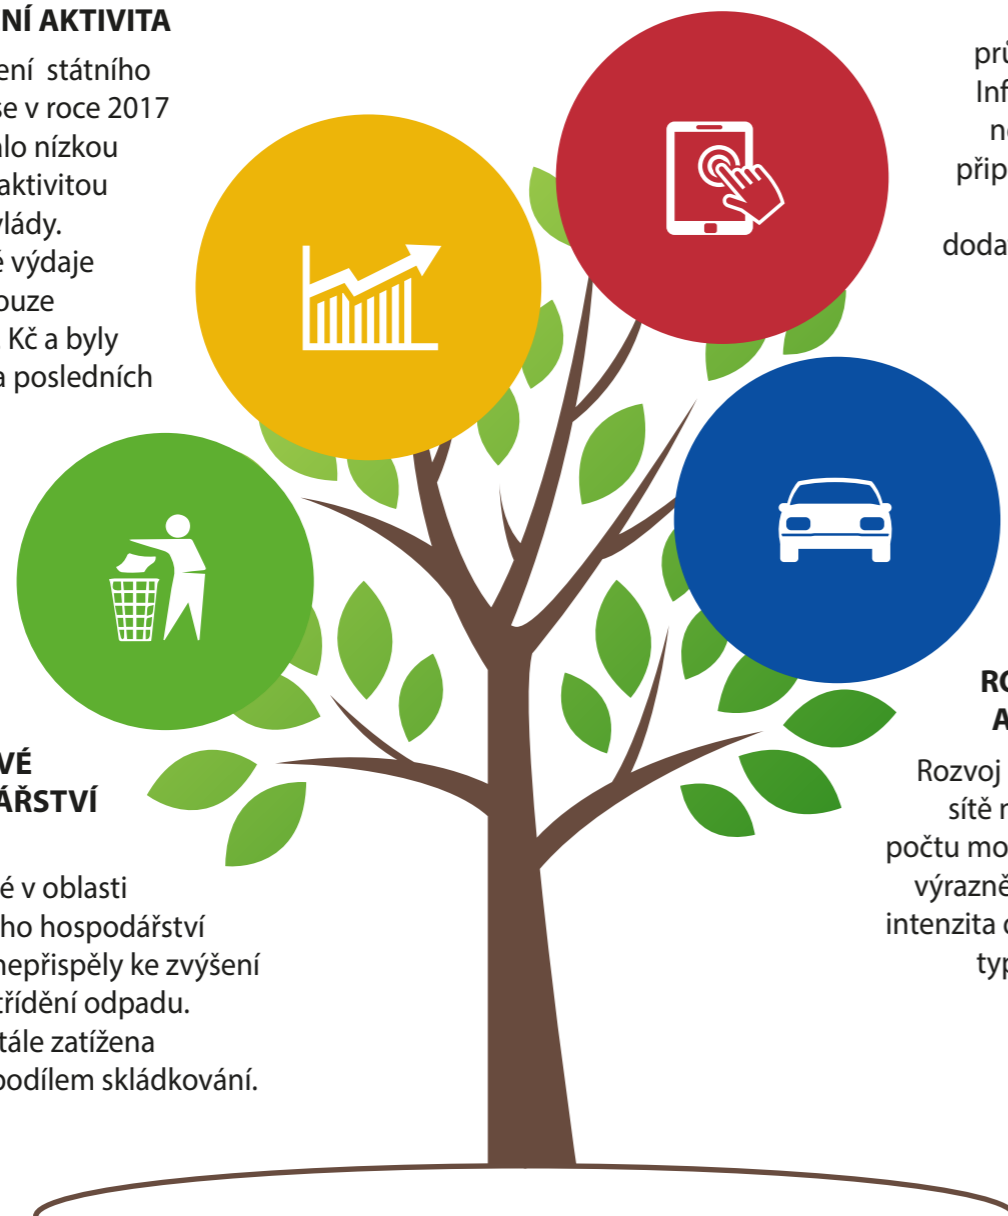 NÍ AKTIVITA
ení státního
se v roce 2017
alo nízkou
aktivitou
vlády.
é výdaje
ouze
Kč a byly
a posledních
prů
Inf
ne
přip
doda
VÉ
ÁŘSTVÍ
é v oblasti
ho hospodářství
nepřispěly ke zvýšení
třídění odpadu.
tále zatížena
podílem skládkování.
RO
A
Rozvoj
sítě n
počtu mo
výrazně
intenzita d
typ